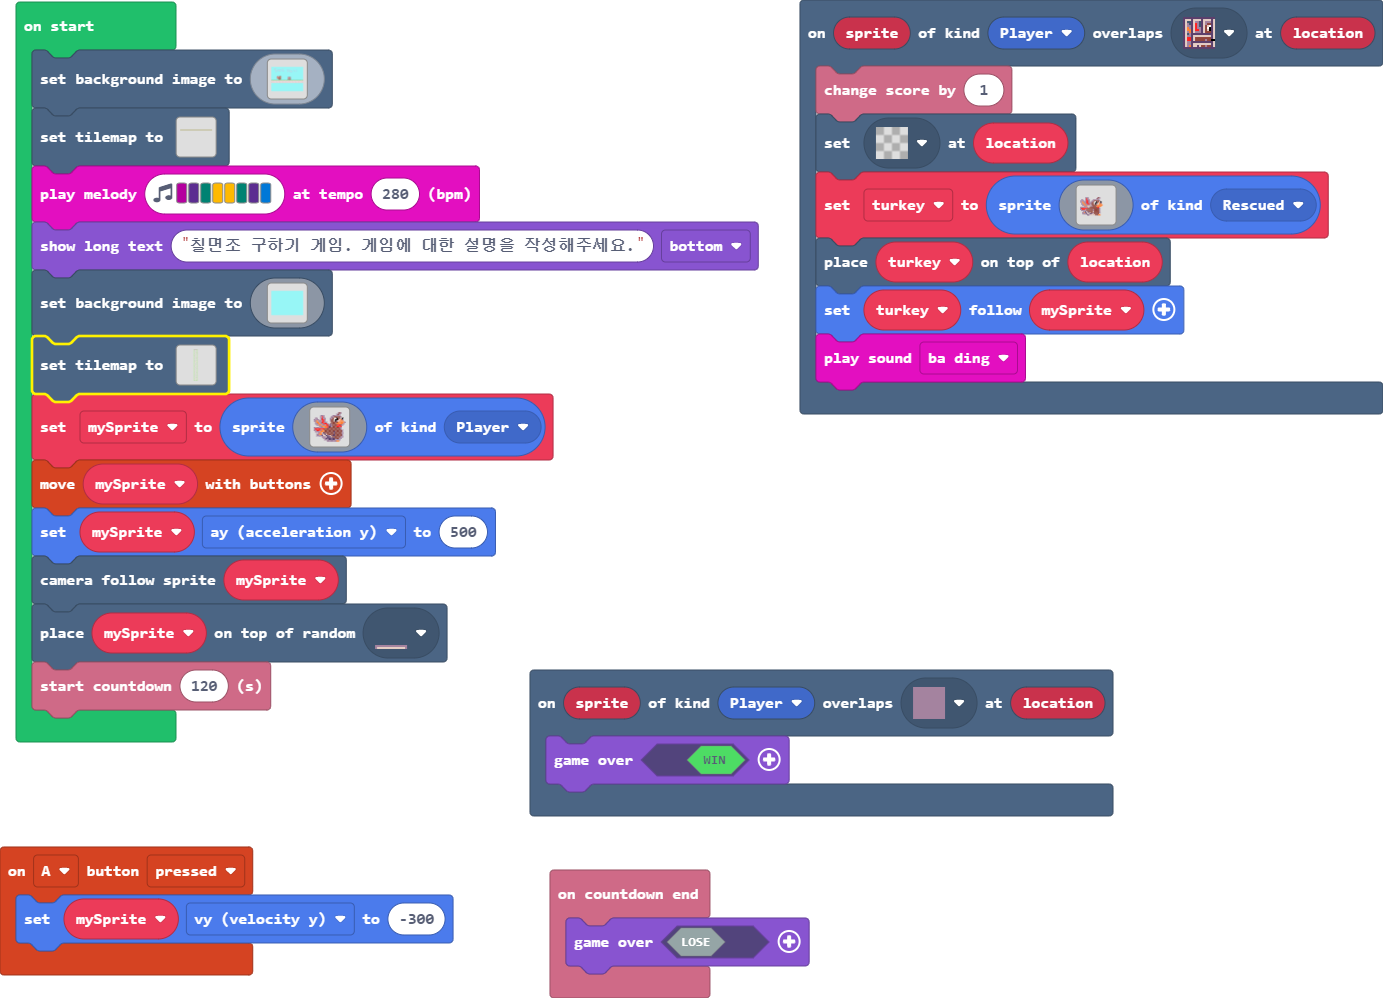 on start
set background image to
set tilemap to
play melody at tempo 280 (bpm)
show long text "칠면조 구하기 게임. 게임에 대한 설명을 작성해주세요." bottom
set background image to
set tilemap to
set mySprite to sprite of kind Player
move mySprite with buttons
set mySprite ay (acceleration y) to 500
camera follow sprite mySprite
place mySprite on top of random
start countdown 120 (s)
on sprite of kind Player overlaps at location
change score by 1
set at location
set turkey to sprite of kind Rescued
place turkey on top of location
set turkey follow mySprite
play sound ba ding
on sprite of kind Player overlaps at location
game over WIN
on A button pressed
set mySprite vy (velocity y) to -300
on countdown end
game over LOSE